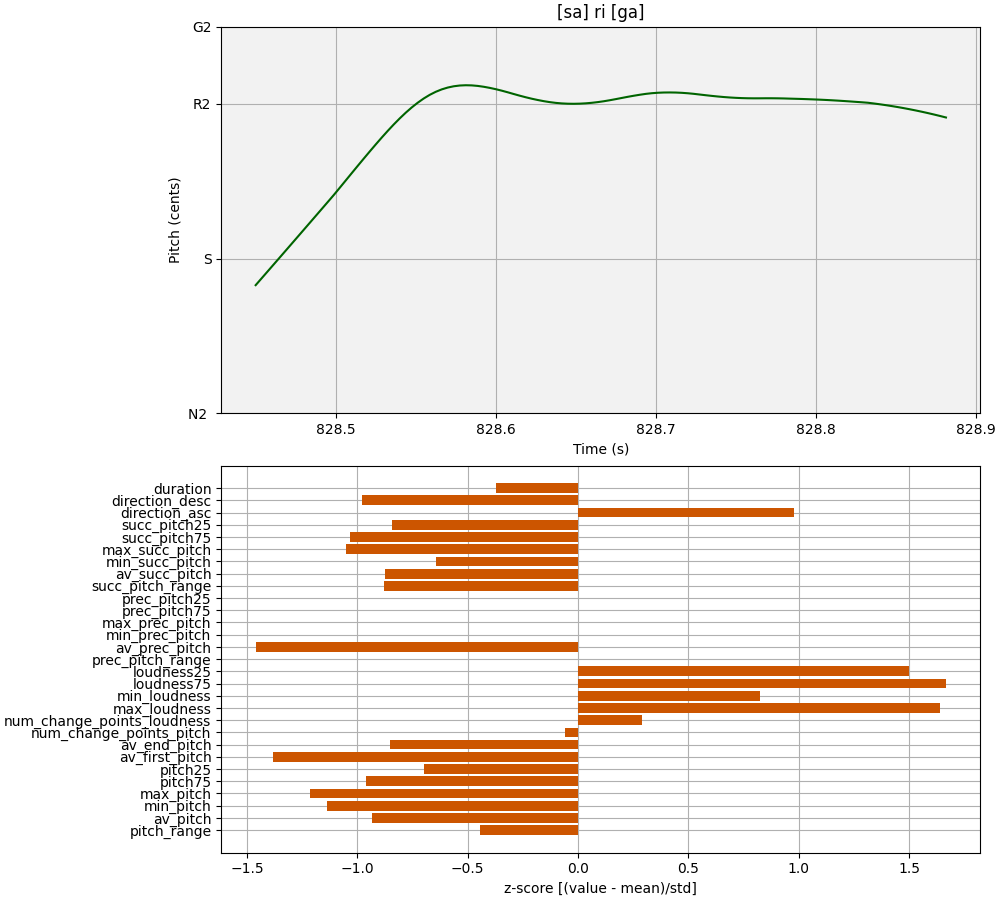 [sa] ri [ga]
G2
R2
S
N2
Pitch (cents)
828.5 828.6 828.7 828.8 828.9
Time (s)
duration
direction_desc
direction_asc
succ_pitch25
succ_pitch75
max_succ_pitch
min_succ_pitch
av_succ_pitch
succ_pitch_range
prec_pitch25
prec_pitch75
max_prec_pitch
min_prec_pitch
av_prec_pitch
prec_pitch_range
loudness25
loudness75
min_loudness
max_loudness
num_change_points_loudness
num_change_points_pitch
av_end_pitch
av_first_pitch
pitch25
pitch75
max_pitch
min_pitch
av_pitch
pitch_range
−1.5 −1.0 −0.5 0.0 0.5 1.0 1.5
z-score [(value - mean)/std]